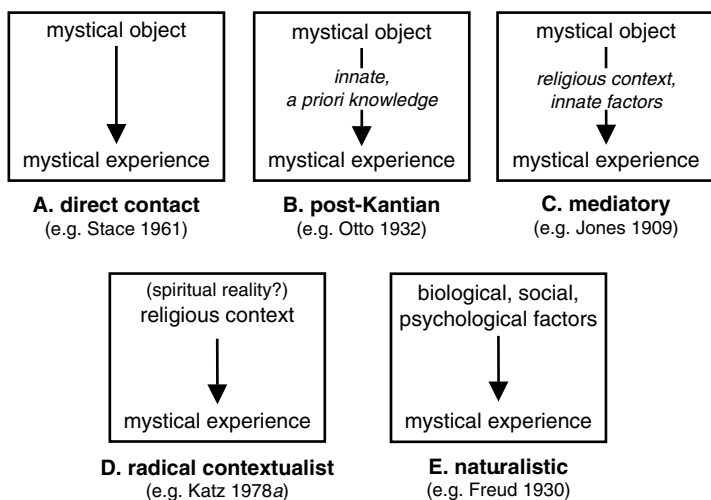 mystical object
mystical experience
A. direct contact
(e.g. Stace 1961)
mystical object
innate,
a priori knowledge
mystical experience
B. post-Kantian
(e.g. Otto 1932)
mystical object
religious context,
innate factors
mystical experience
C. mediatory
(e.g. Jones 1909)
(spiritual reality?)
religious context
mystical experience
D. radical contextualist
(e.g. Katz 1978a)
biological, social,
psychological factors
mystical experience
E. naturalistic
(e.g. Freud 1930)